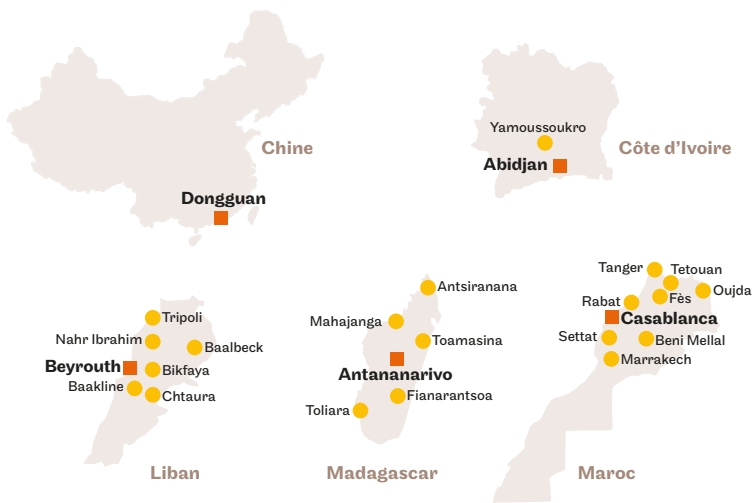 Chine
Dongguan
Yamoussoukro
Abidjan
Côte d’Ivoire
Tripoli
Nahr Ibrahim
Baalbeck
Beyrouth
Bikfaya
Baakline
Chtaura
Liban
Antsiranana
Mahajanga
Toamasina
Antananarivo
Fianarantsoa
Toliara
Madagascar
Tanger
Tetouan
Oujda
Rabat
Fès
Casablanca
Settat
Beni Mellal
Marrakech
Maroc